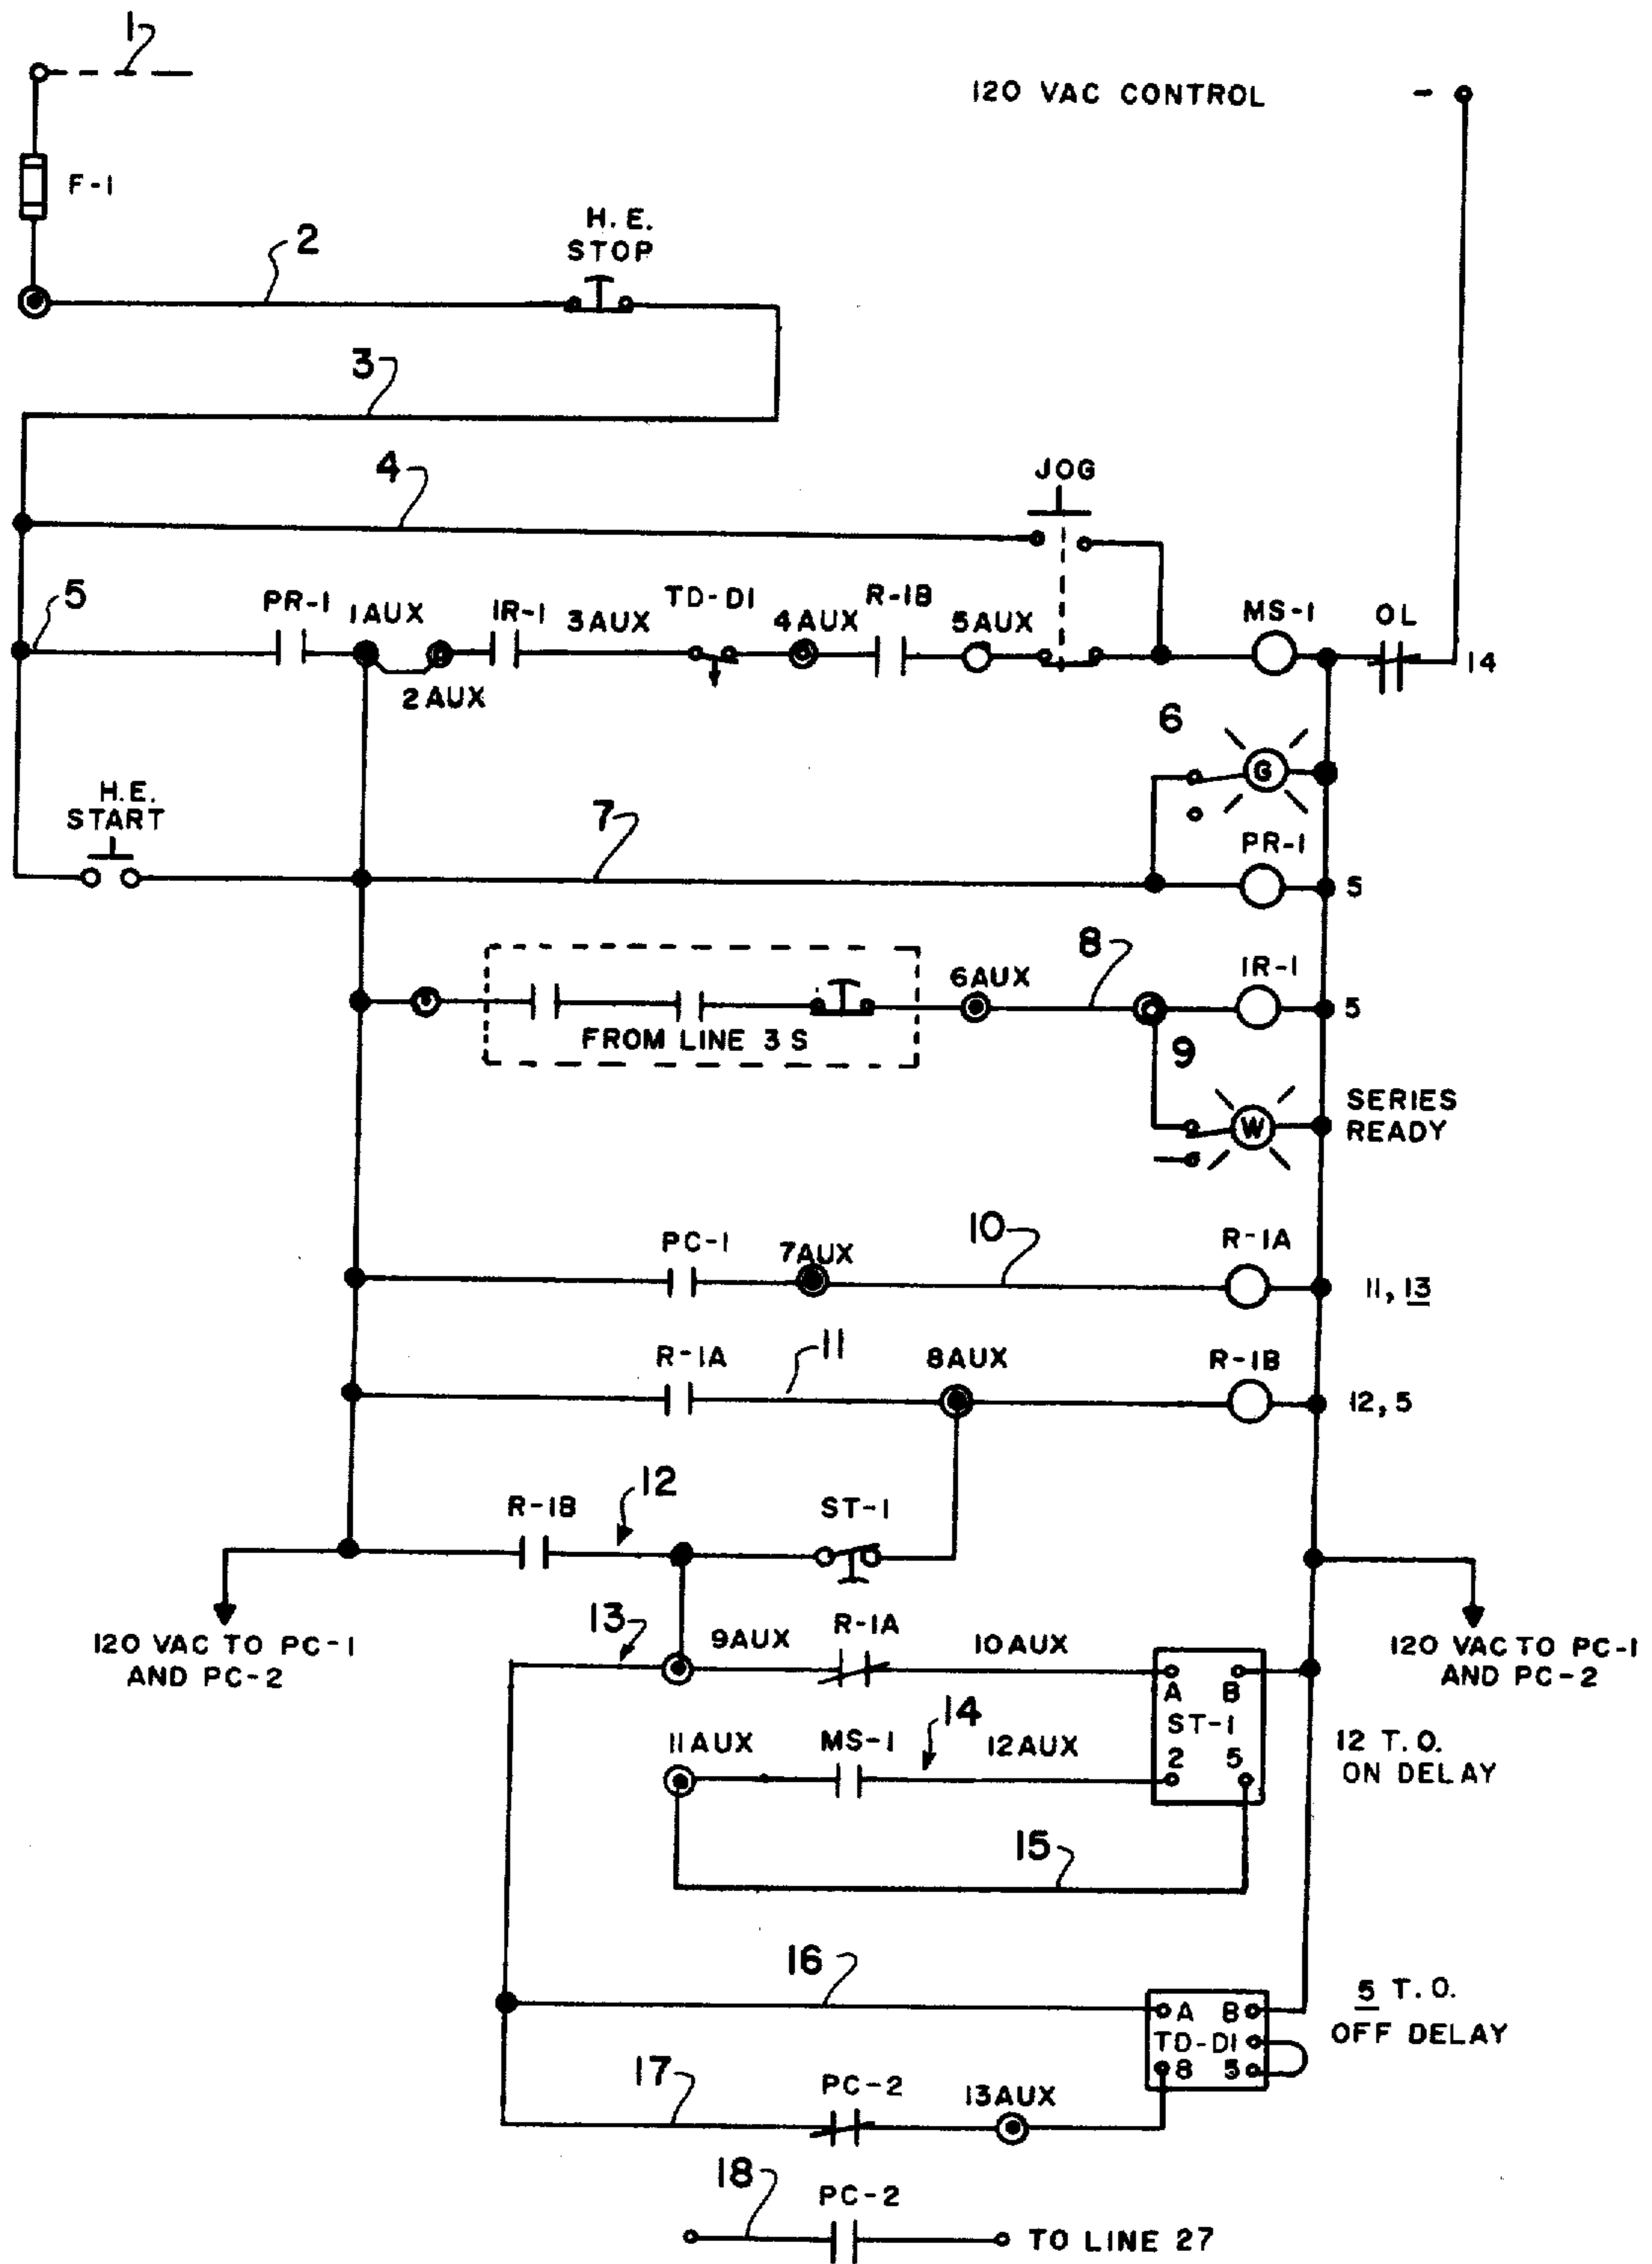 1
120 VAC CONTROL -
F-1
H.E.
STOP
2
3
4
JOG
5
PR-1
1AUX
IR-1
3AUX
TD-D1
4AUX
R-1B
5AUX
MS-1
OL
14
2AUX
6
G
H.E.
START
7
PR-1
5
8
6AUX
IR-1
5
FROM LINE 3S
9
W
SERIES
READY
PC-1
7AUX
10
R-1A
11, 13
R-1A
11
8AUX
R-1B
12, 5
R-1B
12
ST-1
120 VAC TO PC-1
AND PC-2
120 VAC TO PC-1
AND PC-2
13
9AUX
R-1A
10AUX
A B
ST-1
2 5
11AUX
MS-1
14
12AUX
12 T.O.
ON DELAY
15
16
A B
TD-D1
8 5
5 T.O.
OFF DELAY
17
PC-2
13AUX
18
PC-2
TO LINE 27